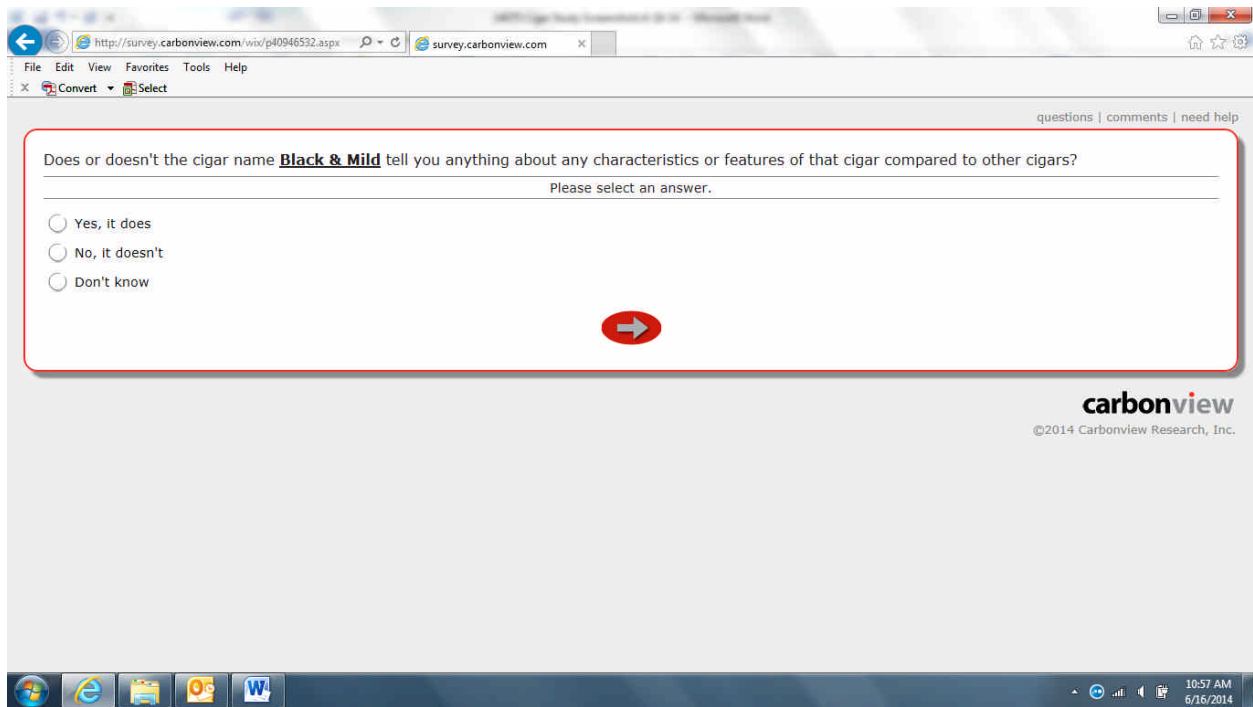 http://survey.carbonview.com/wix/p40946532.aspx
survey.carbonview.com
File Edit View Favorites Tools Help
Convert Select
questions | comments | need help
Does or doesn't the cigar name Black & Mild tell you anything about any characteristics or features of that cigar compared to other cigars?
Please select an answer.
Yes, it does
No, it doesn't
Don't know
carbonview
©2014 Carbonview Research, Inc.
10:57 AM
6/16/2014